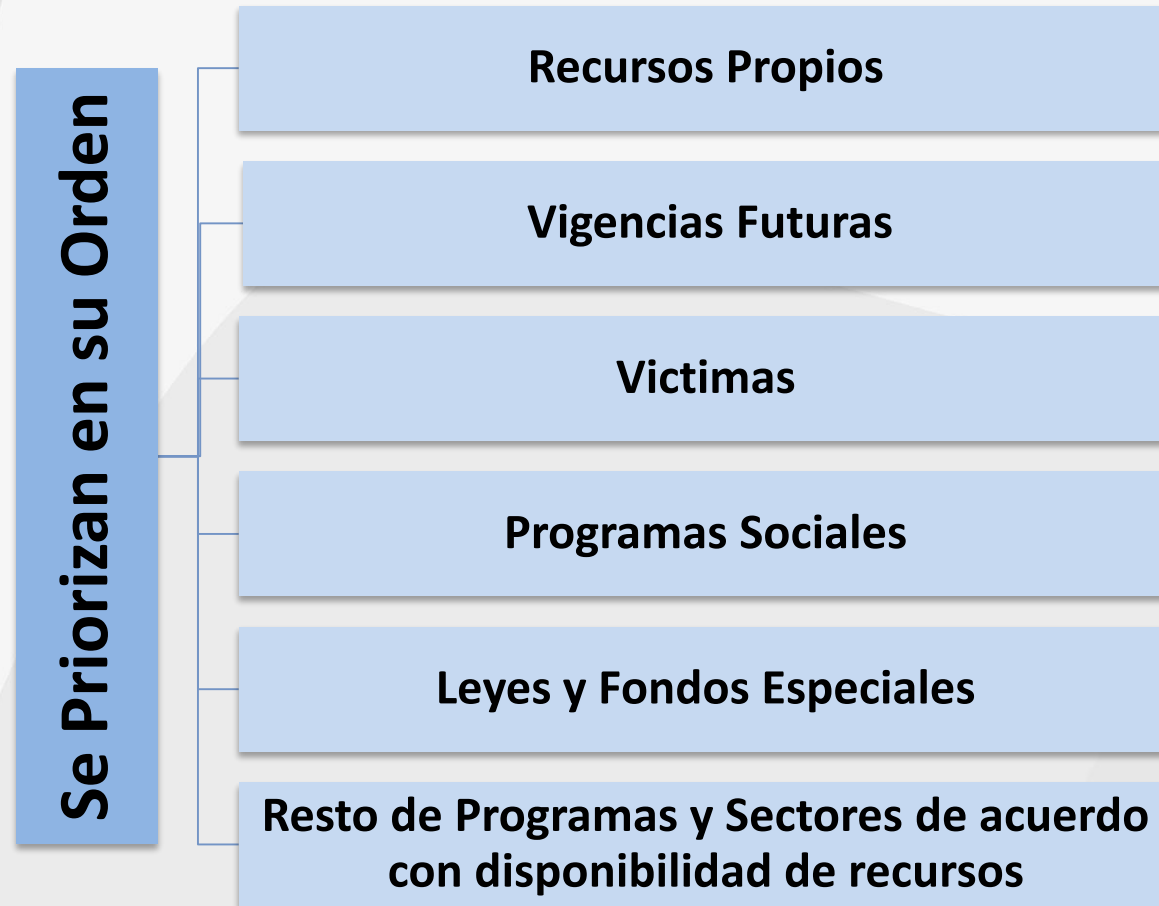 Se Priorizan en su Orden
Recursos Propios
Vigencias Futuras
Victimas
Programas Sociales
Leyes y Fondos Especiales
Resto de Programas y Sectores de acuerdo
con disponibilidad de recursos